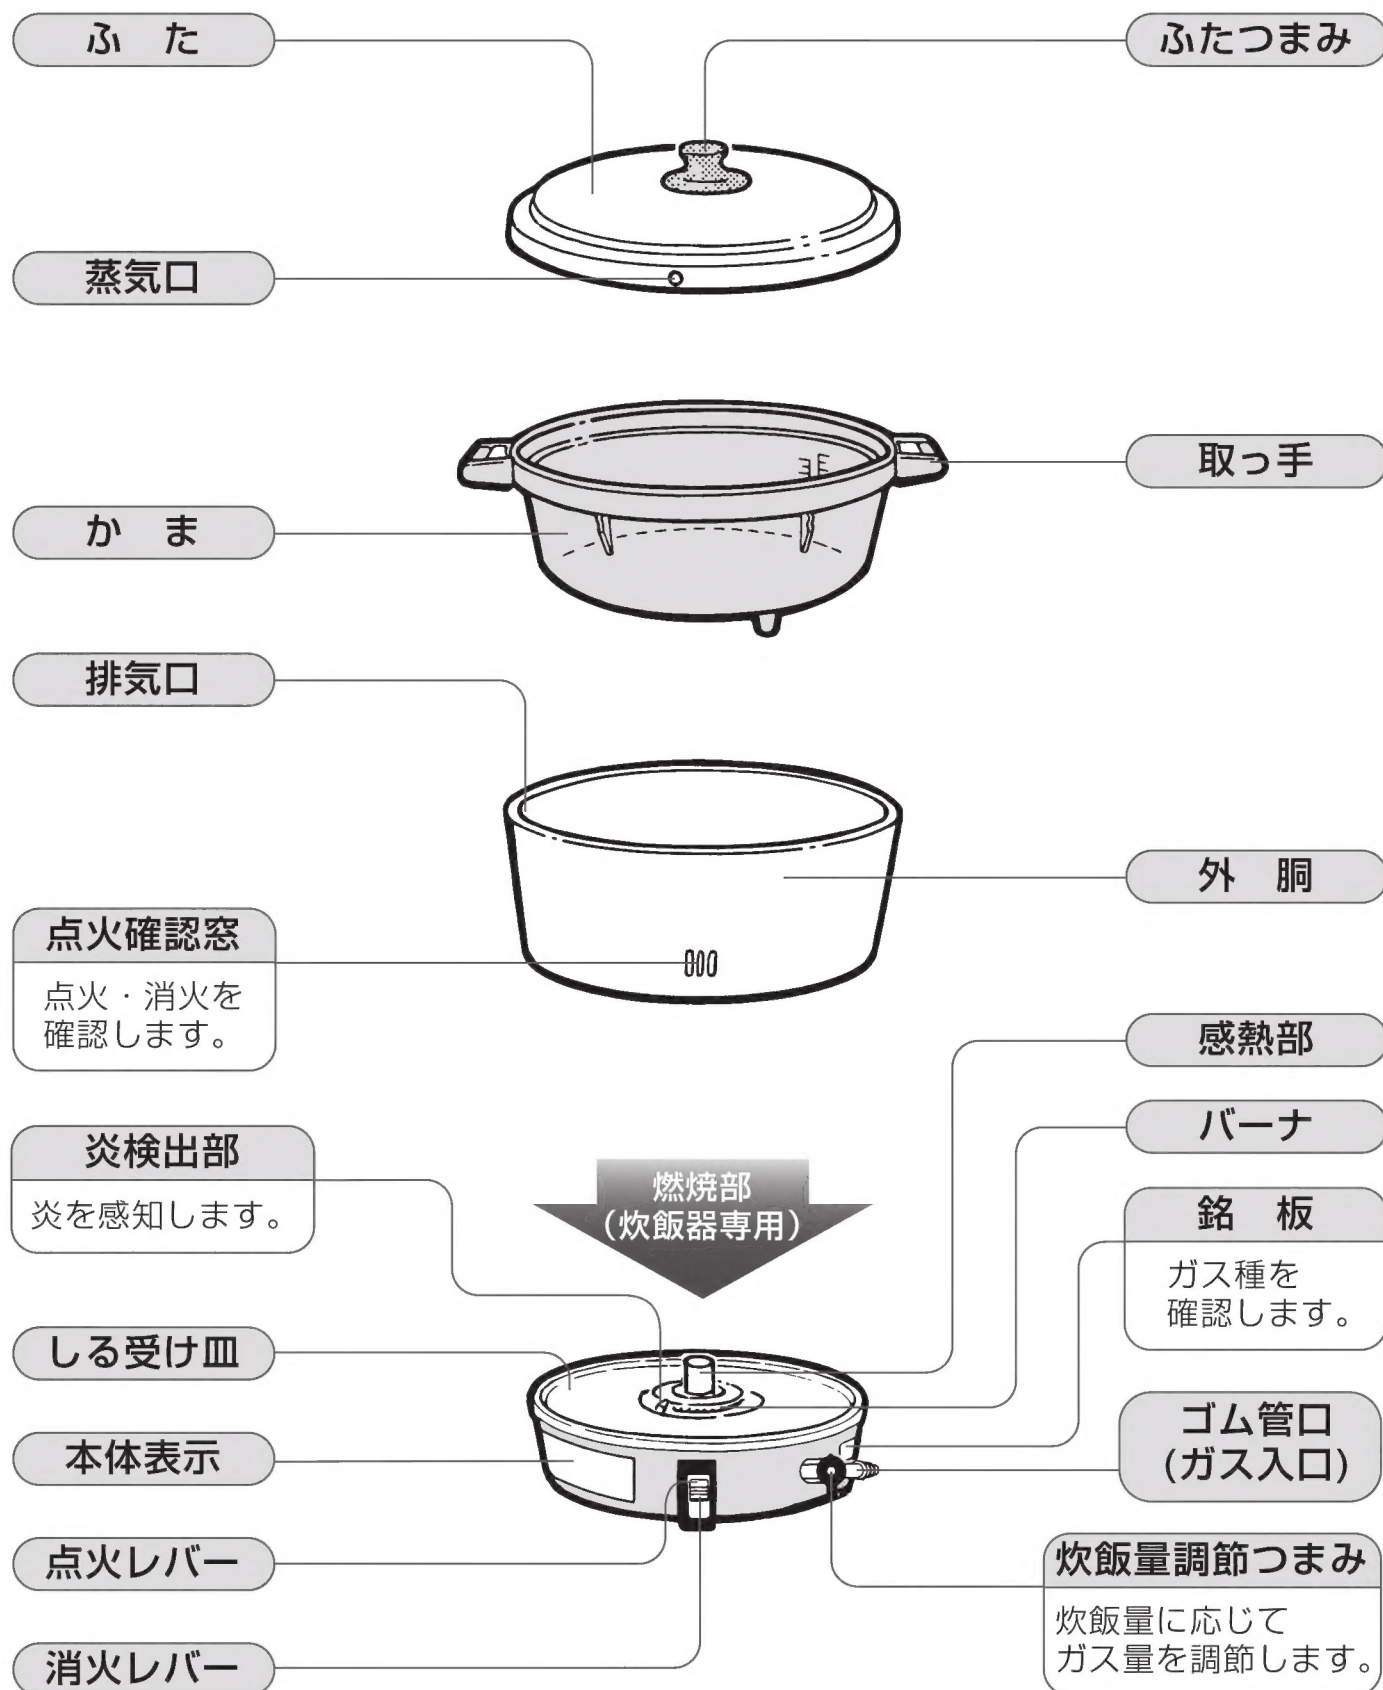 ふ　た
ふたつまみ
蒸気口
取っ手
か　ま
排気口
外　胴
点火確認窓
点火・消火を
確認します。
感熱部
バーナ
炎検出部
炎を感知します。
燃焼部
（炊飯器専用）
銘　板
ガス種を
確認します。
しる受け皿
ゴム管口
(ガス入口)
本体表示
点火レバー
炊飯量調節つまみ
炊飯量に応じて
ガス量を調節します。
消火レバー